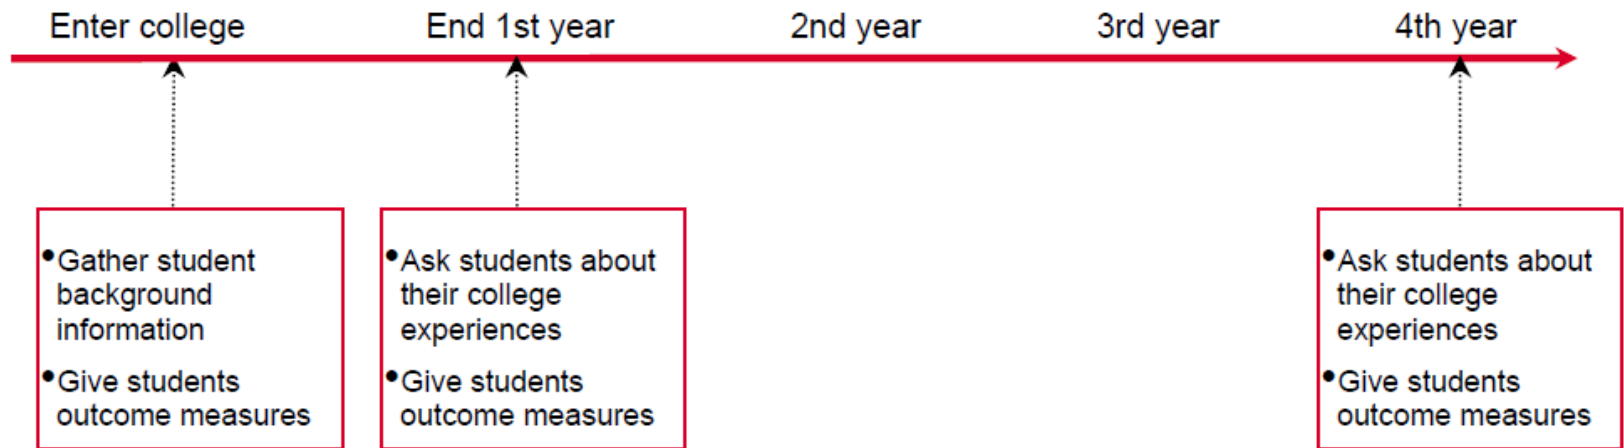 Enter college
End 1st year
2nd year
3rd year
4th year
•Gather student
background
information
•Give students
outcome measures
•Ask students about
their college
experiences
•Give students
outcome measures
•Ask students about
their college
experiences
•Give students
outcome measures